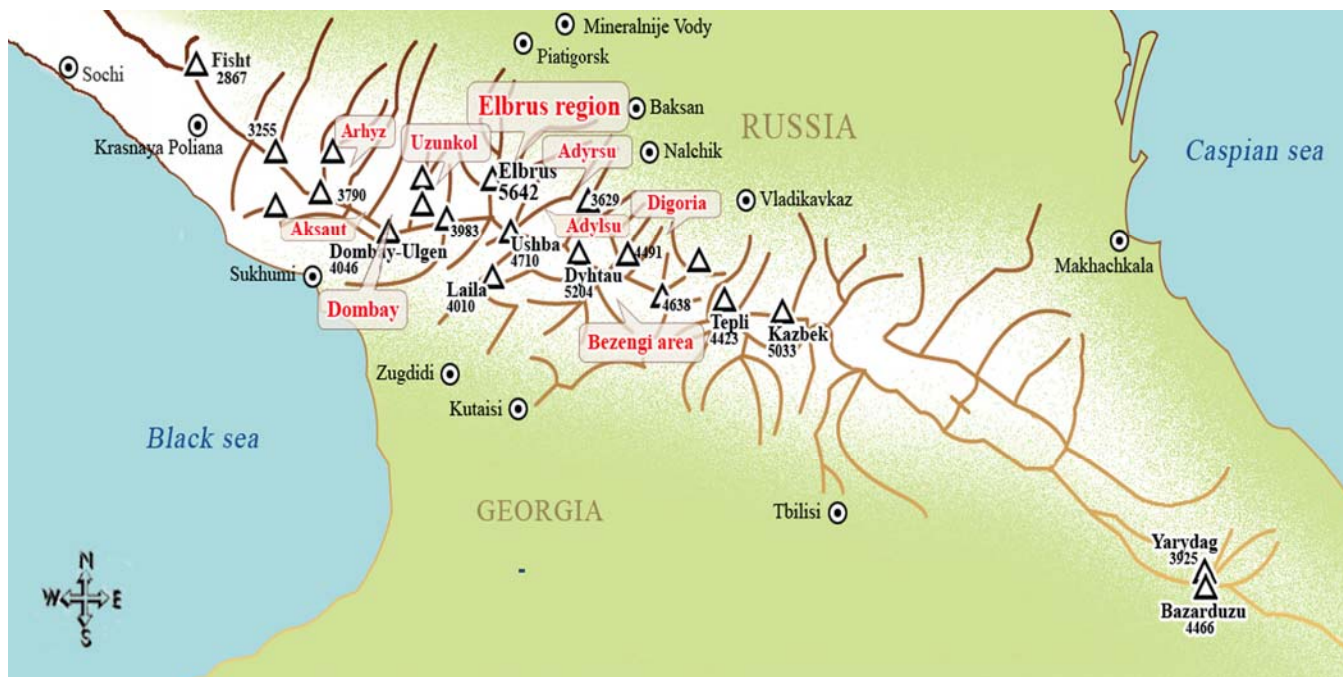 Mineralnije Vody
Piatigorsk
Fisht
2867
Sochi
Elbrus region
Baksan
RUSSIA
Krasnaya Poliana
3255
Arhyz
Uzunkol
Adyrsu
Nalchik
Caspian sea
Elbrus
5642
3790
3629
Digoria
Vladikavkaz
Aksaut
3983
Adylsu
Dombay-Ulgen
4046
Ushba
4710
4491
Makhachkala
Sukhumi
Laila
4010
Dyhtau
5204
4638
Dombay
Tepli
4423
Kazbek
5033
Bezengi area
Zugdidi
Kutaisi
Black sea
GEORGIA
Tbilisi
Yarydag
3925
Bazarduzu
4466
N
W E
S